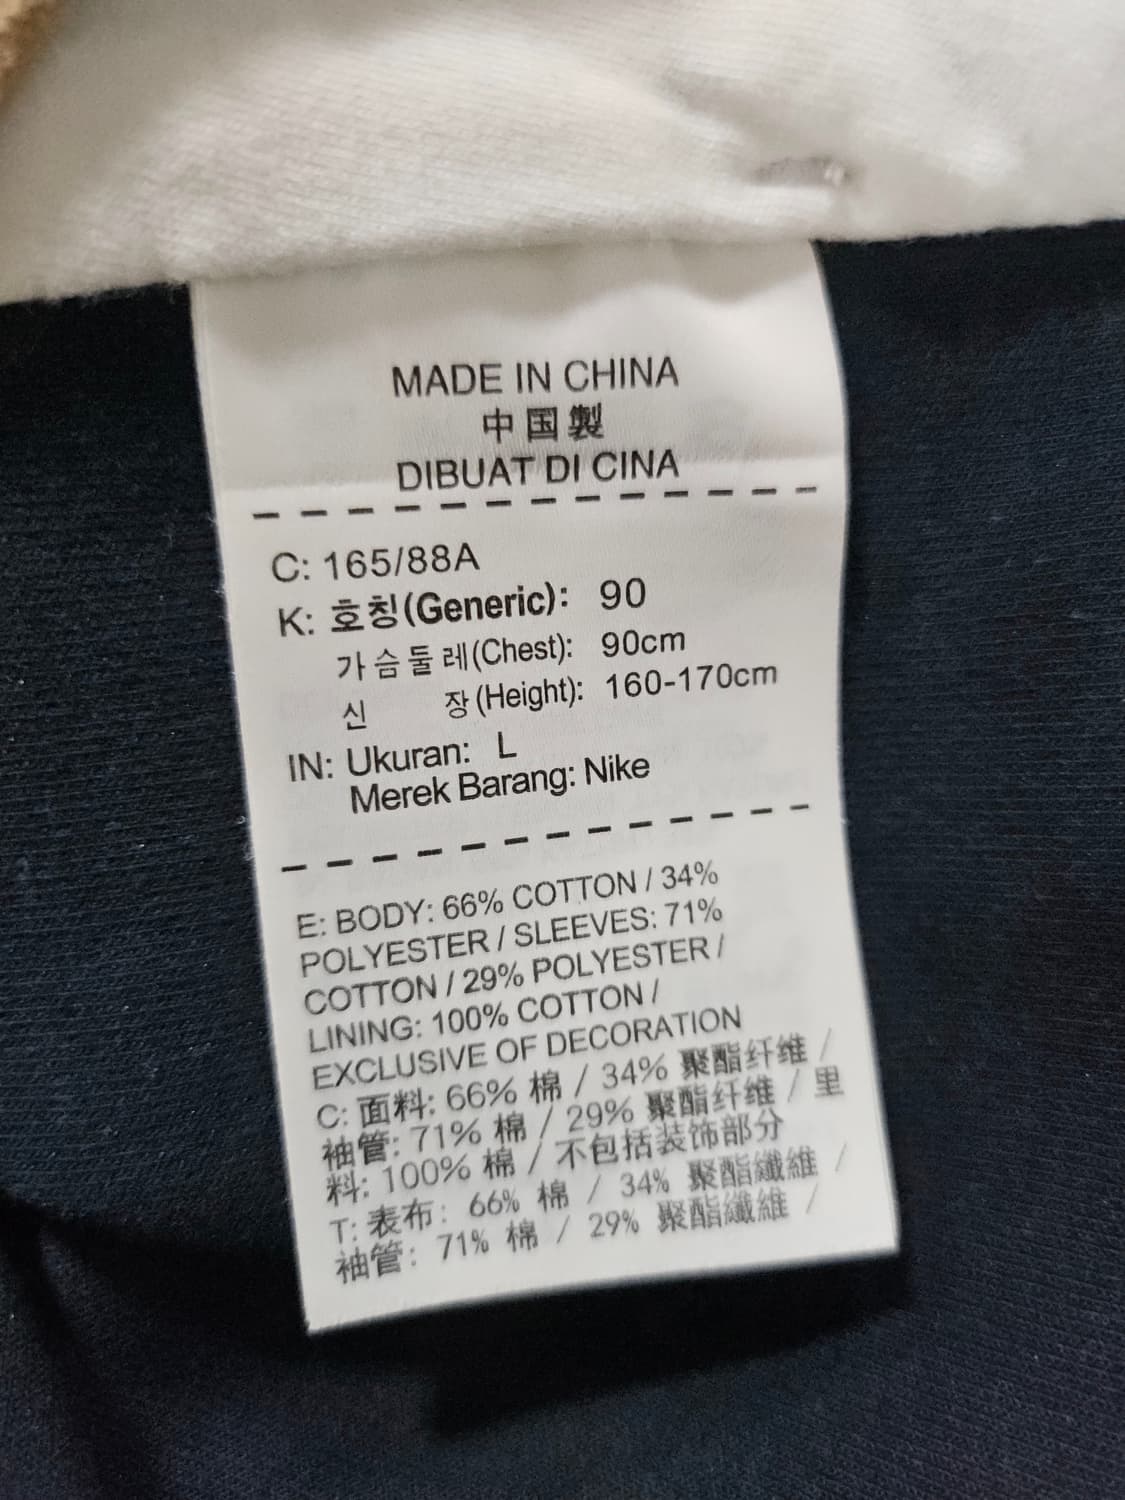 MADE IN CHINA
中国製
DIBUAT DI CINA
C: 165/88A
K: 호칭(Generic): 90
가슴둘레(Chest): 90cm
신 장(Height): 160-170cm
IN: Ukuran: L
Merek Barang: Nike
E: BODY: 66% COTTON / 34%
POLYESTER / SLEEVES: 71%
COTTON / 29% POLYESTER /
LINING: 100% COTTON /
EXCLUSIVE OF DECORATION
C: 面料: 66% 棉 / 34% 聚酯纤维 /
袖管: 71% 棉 / 29% 聚酯纤维 / 里
料: 100% 棉 / 不包括装饰部分
T: 表布: 66% 棉 / 34% 聚酯纖維 /
袖管: 71% 棉 / 29% 聚酯纖維 /